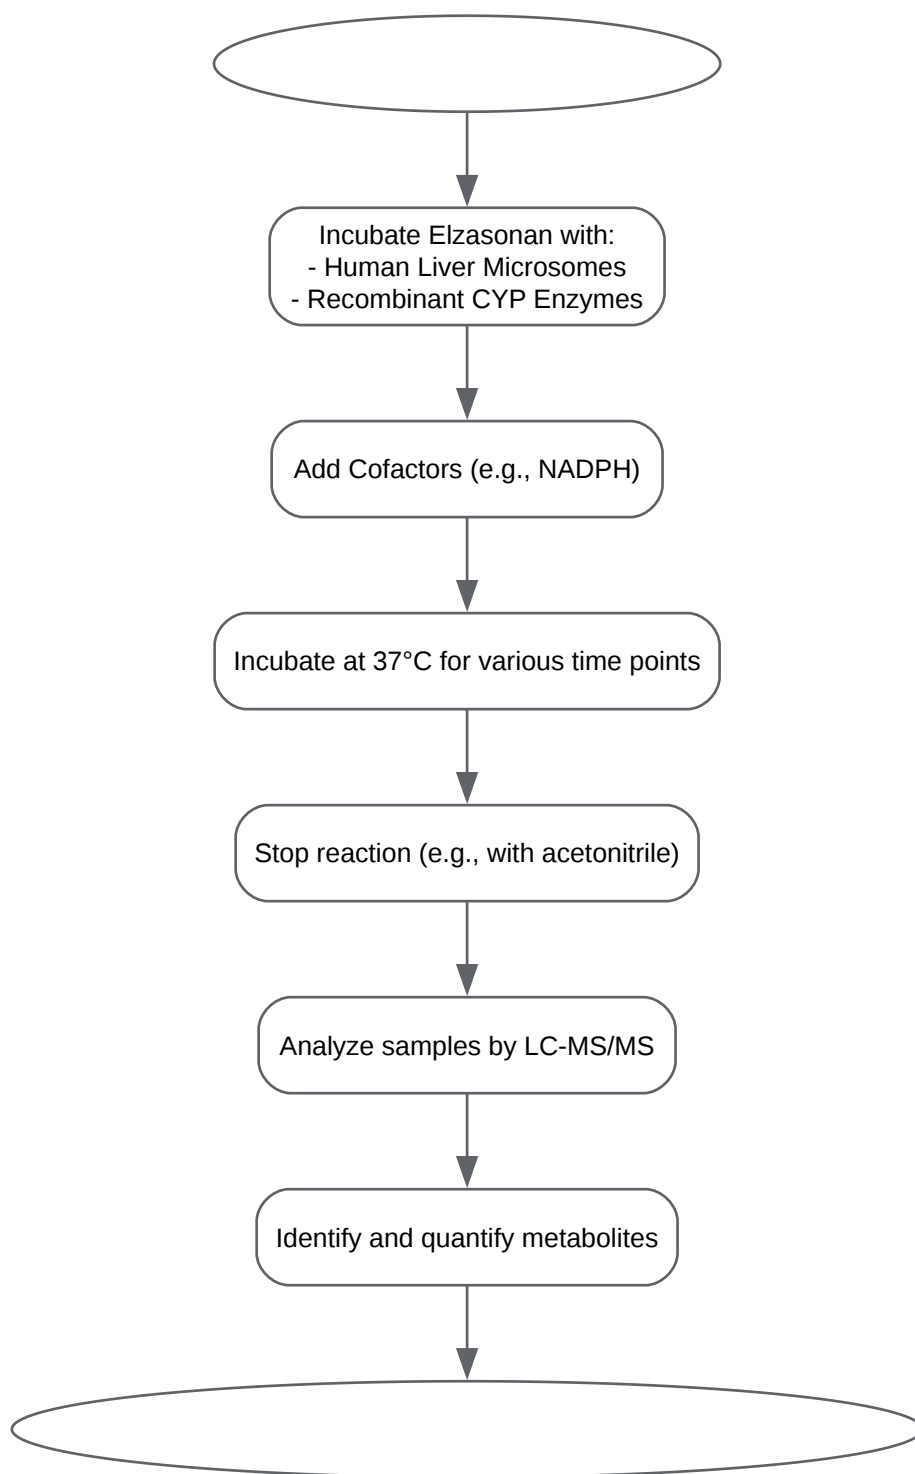 Incubate Elzasonan with:
- Human Liver Microsomes
- Recombinant CYP Enzymes
Add Cofactors (e.g., NADPH)
Incubate at 37°C for various time points
Stop reaction (e.g., with acetonitrile)
Analyze samples by LC-MS/MS
Identify and quantify metabolites